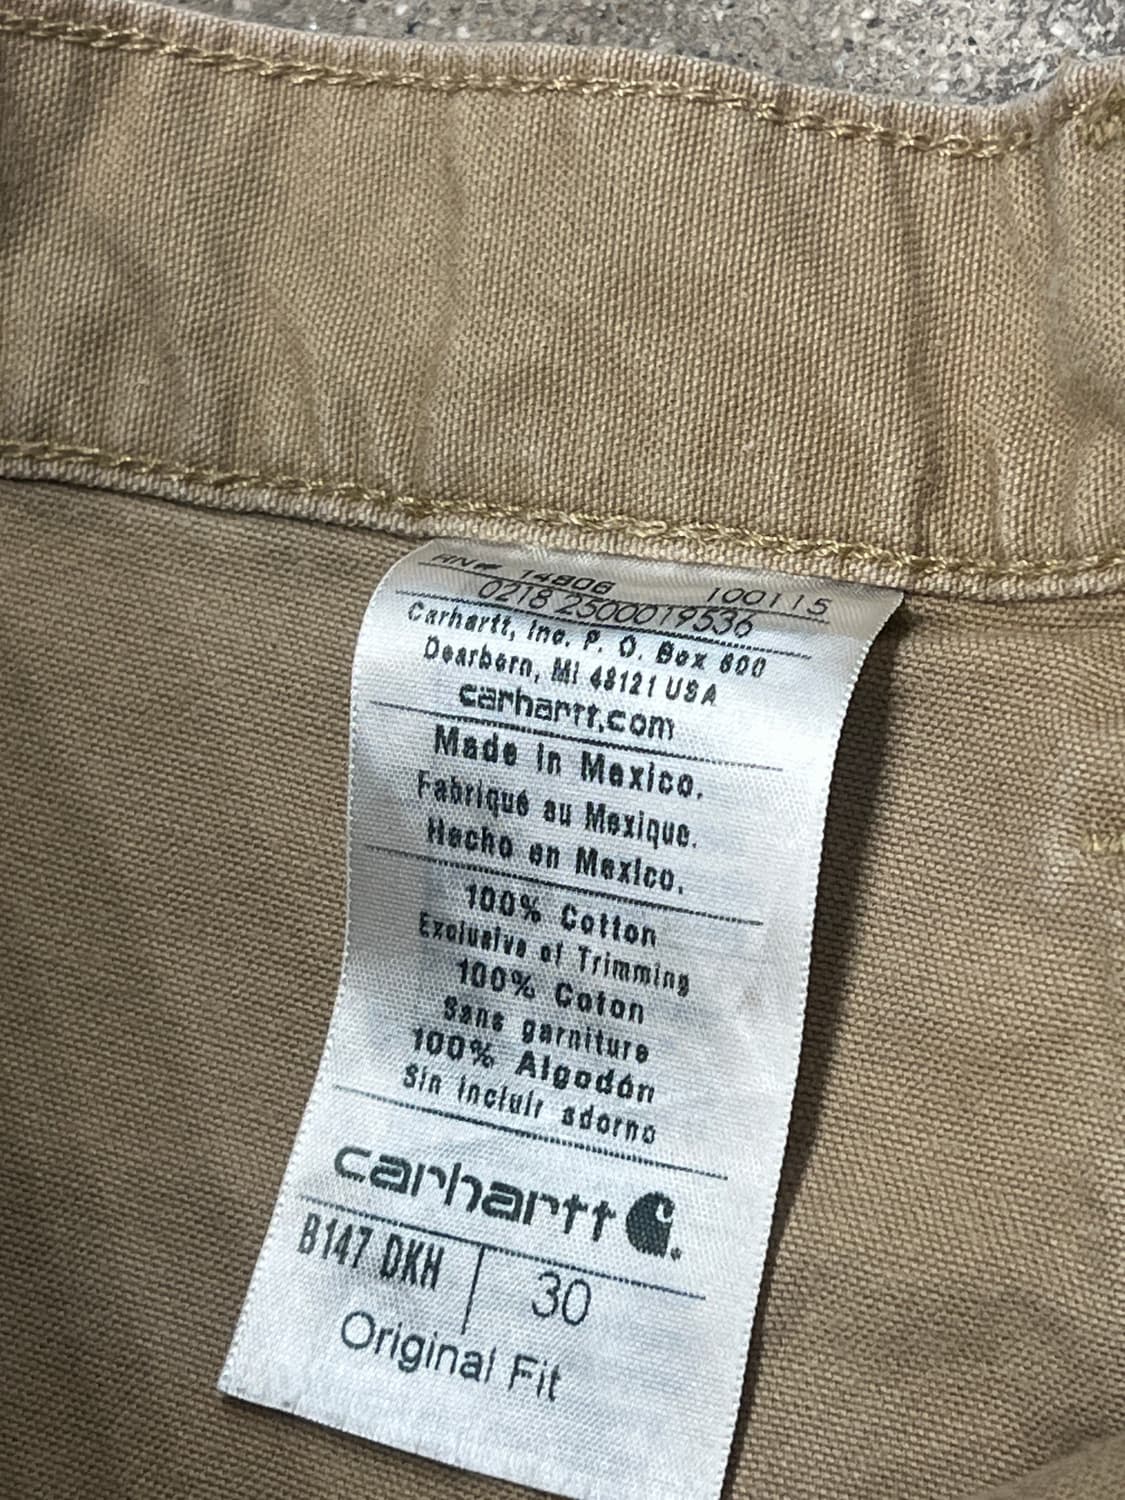 RN# 14806 100115
0218 2500019536
Carhartt, Inc. P. O. Box 600
Dearborn, MI 48121 USA
carhartt.com
Made in Mexico.
Fabriqué au Mexique.
Hecho en Mexico.
100% Cotton
Exclusive of Trimming
100% Coton
Sans garniture
100% Algodón
Sin incluir adorno
carhartt
B147 DKH 30
Original Fit